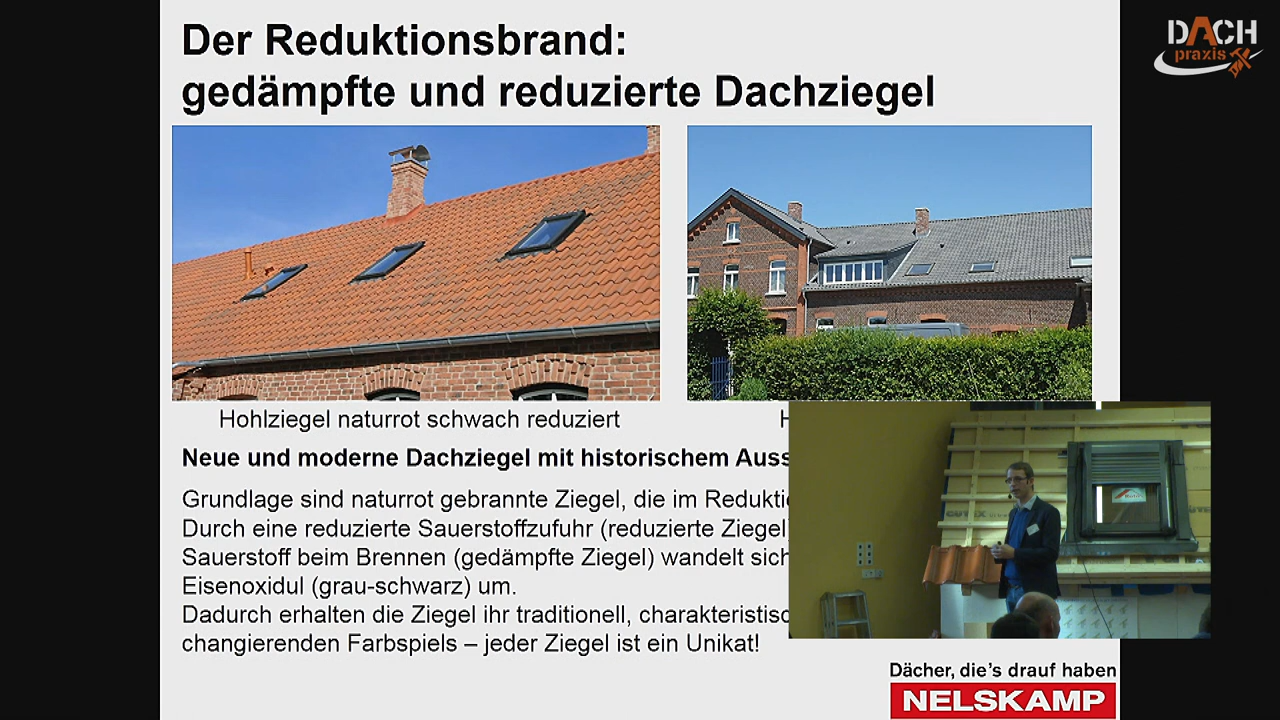 Der Reduktionsbrand:
gedämpfte und reduzierte Dachziegel
DACH
praxis
Hohlziegel naturrot schwach reduziert
Neue und moderne Dachziegel mit historischem
Grundlage sind naturrot gebrannte Ziegel, die im
Durch eine reduzierte Sauerstoffzufuhr (reduzierte Ziegel)
Sauerstoff beim Brennen (gedämpfte Ziegel) wandelt sich
Eisenoxidul (grau-schwarz) um.
Dadurch erhalten die Ziegel ihr traditionell,
changierenden Farbspiels – jeder Ziegel ist ein Unikat!
Dächer, die's drauf haben
NELSKAMP